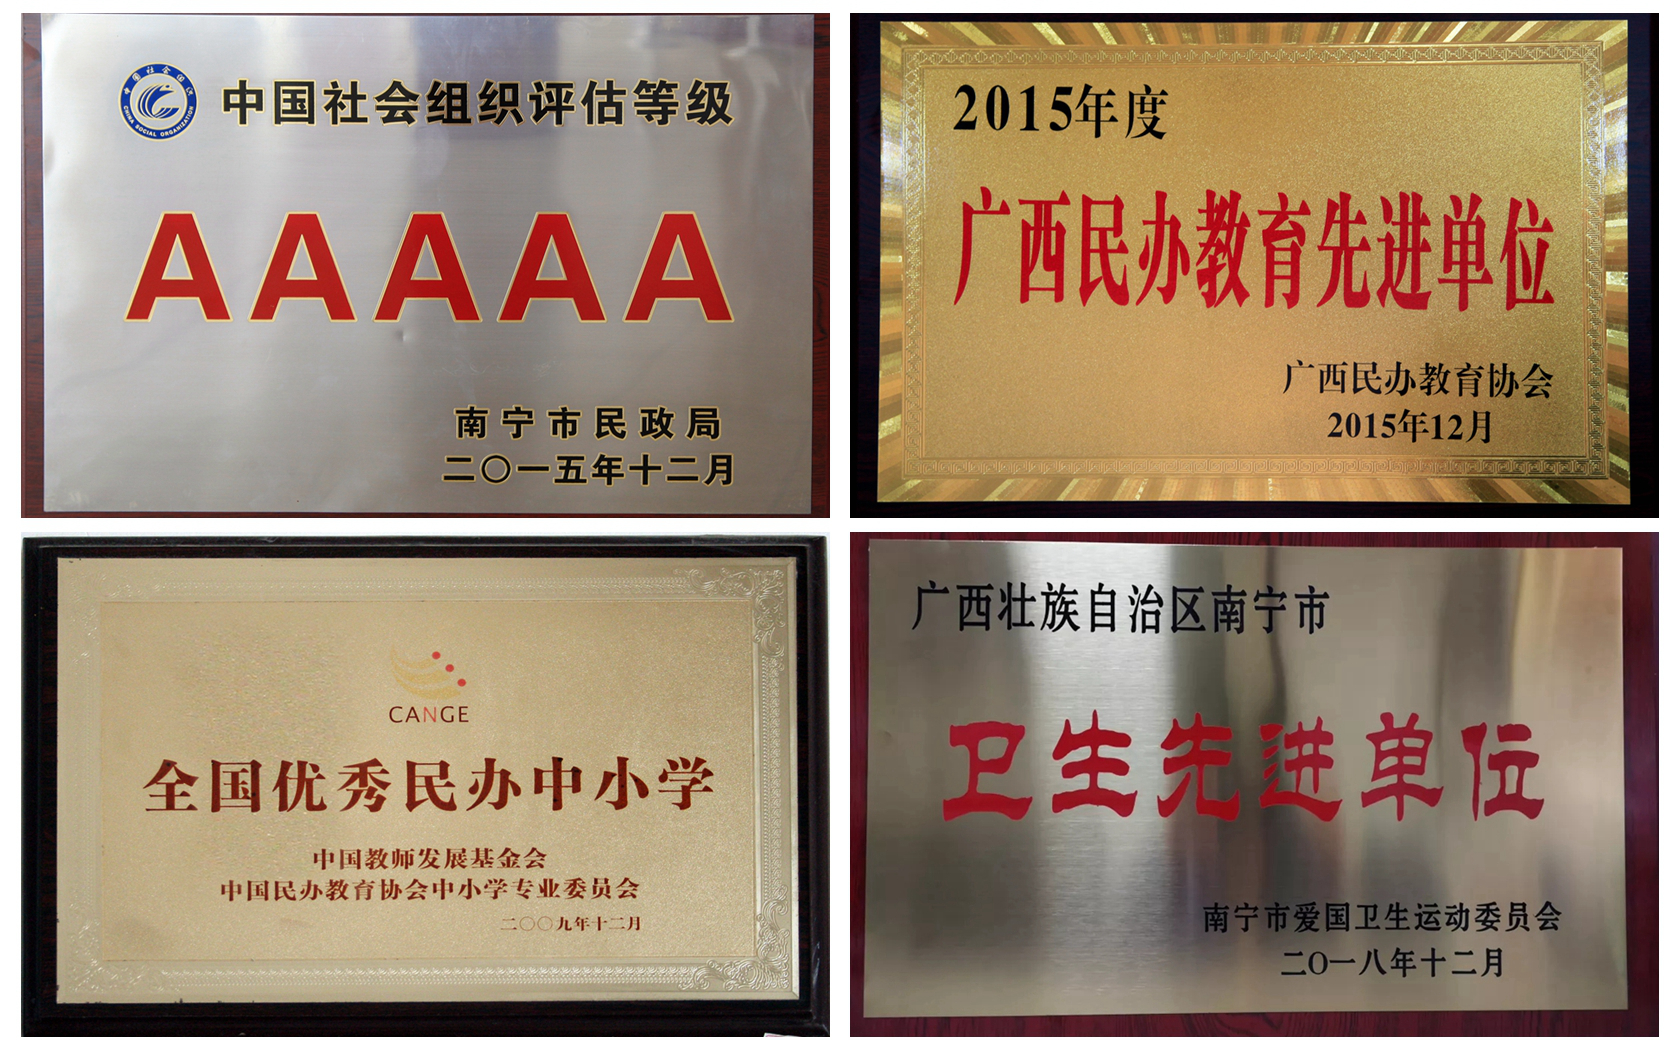 中国社会组织评估等级
CHINA SOCIAL ORGANIZATION
AAAAA
南宁市民政局
二〇一五年十二月
2015年度
广西民办教育先进单位
广西民办教育协会
2015年12月
CANGE
全国优秀民办中小学
中国教师发展基金会
中国民办教育协会中小学专业委员会
二〇〇九年十二月
广西壮族自治区南宁市
卫生先进单位
南宁市爱国卫生运动委员会
二O一八年十二月